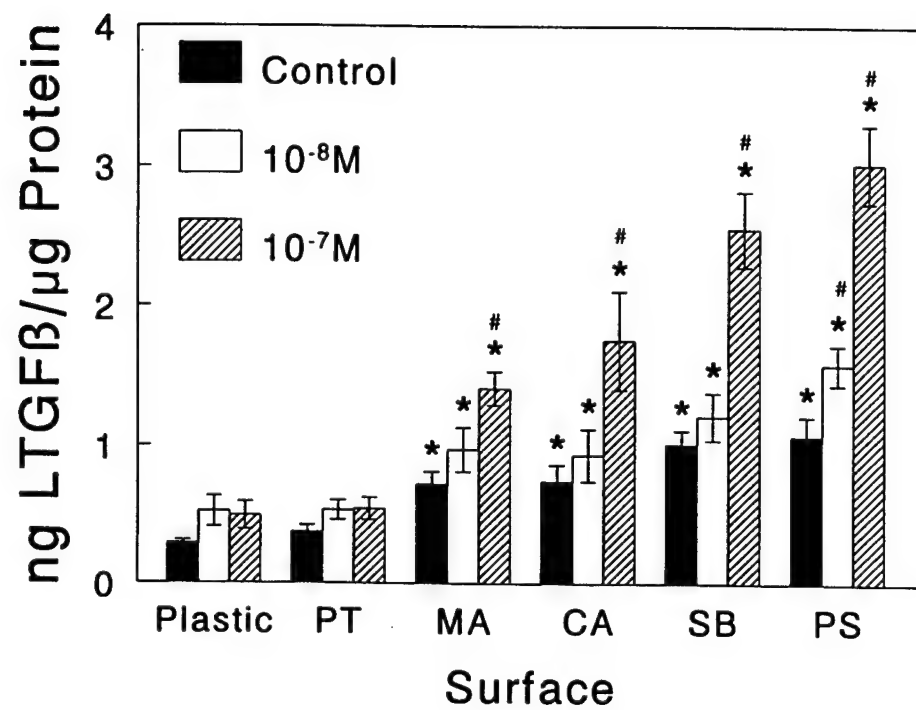 ng LTGFß/µg Protein
4
3
2
1
0
Control
10⁻⁸M
10⁻⁷M
* * # *
* * # *
* * # *
* # * # *
Plastic PT MA CA SB PS
Surface